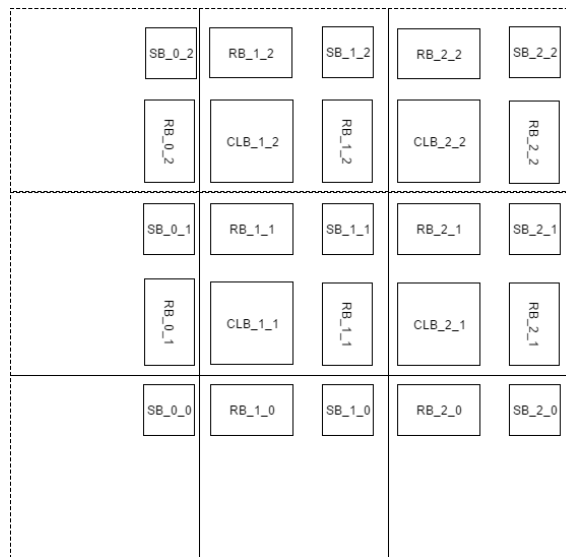 SB_0_2
RB_1_2
SB_1_2
RB_2_2
SB_2_2
RB_0_2
CLB_1_2
RB_1_2
CLB_2_2
RB_2_2
SB_0_1
RB_1_1
SB_1_1
RB_2_1
SB_2_1
RB_0_1
CLB_1_1
RB_1_1
CLB_2_1
RB_2_1
SB_0_0
RB_1_0
SB_1_0
RB_2_0
SB_2_0